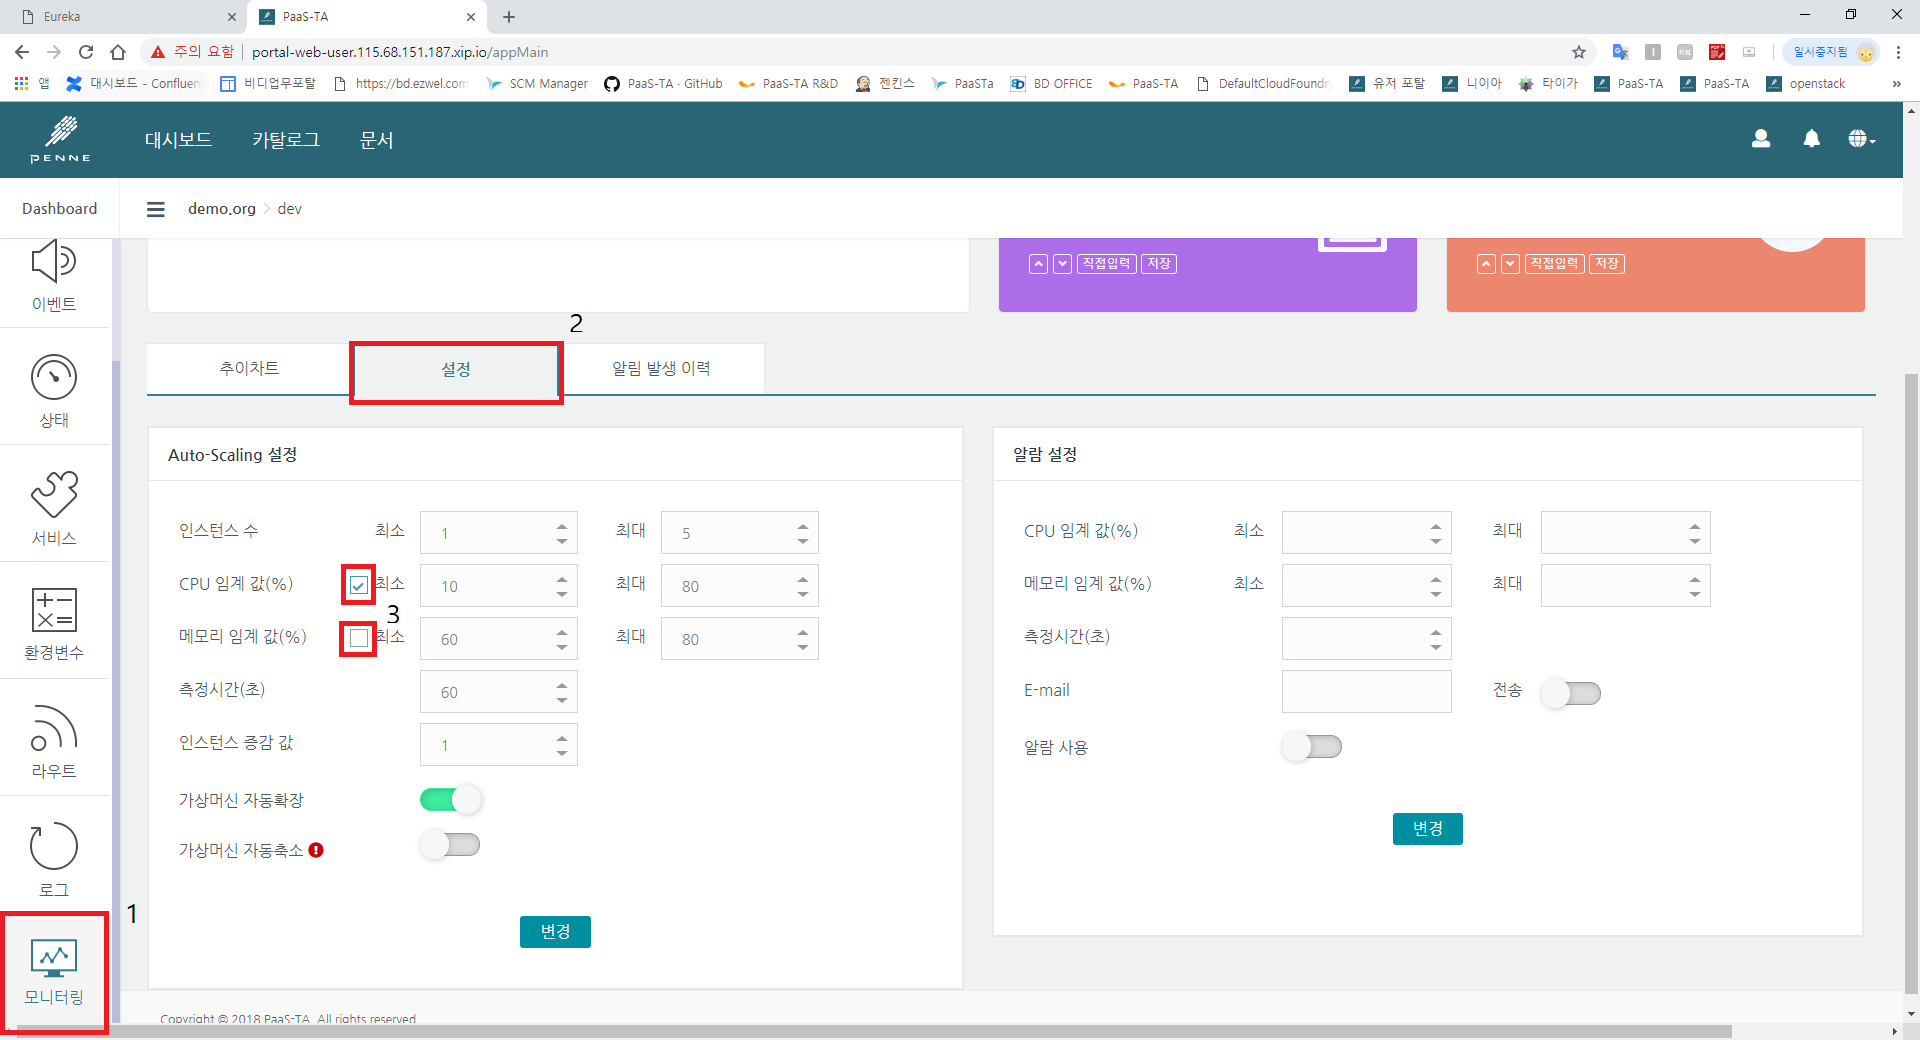 Eureka
PaaS-TA
주의 요함
portal-web-user.115.68.151.187.xip.io/appMain
일시중지됨
앱
대시보드 - Confluen
비디업무포탈
https://bd.ezwel.com
SCM Manager
PaaS-TA · GitHub
PaaS-TA R&D
젠킨스
PaaSTa
BD OFFICE
PaaS-TA
DefaultCloudFoundr
유저 포탈
니이아
타이가
PaaS-TA
PaaS-TA
openstack
PENNE
대시보드
카탈로그
문서
Dashboard
demo.org > dev
직접입력
저장
직접입력
저장
이벤트
상태
서비스
환경변수
라우트
로그
모니터링
1
2
추이차트
설정
알림 발생 이력
Auto-Scaling 설정
인스턴스 수 최소 1 최대 5
CPU 임계 값(%) 최소 10 최대 80
3
메모리 임계 값(%) 최소 60 최대 80
측정시간(초) 60
인스턴스 증감 값 1
가상머신 자동확장
가상머신 자동축소
변경
알람 설정
CPU 임계 값(%) 최소 최대
메모리 임계 값(%) 최소 최대
측정시간(초)
E-mail 전송
알람 사용
변경
Copyright © 2018 PaaS-TA. All rights reserved